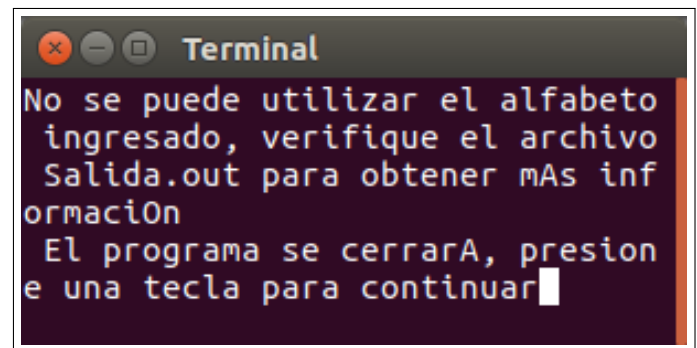 Terminal
No se puede utilizar el alfabeto
ingresado, verifique el archivo
Salida.out para obtener mAs inf
ormaciOn
El programa se cerrarA, presion
e una tecla para continuar